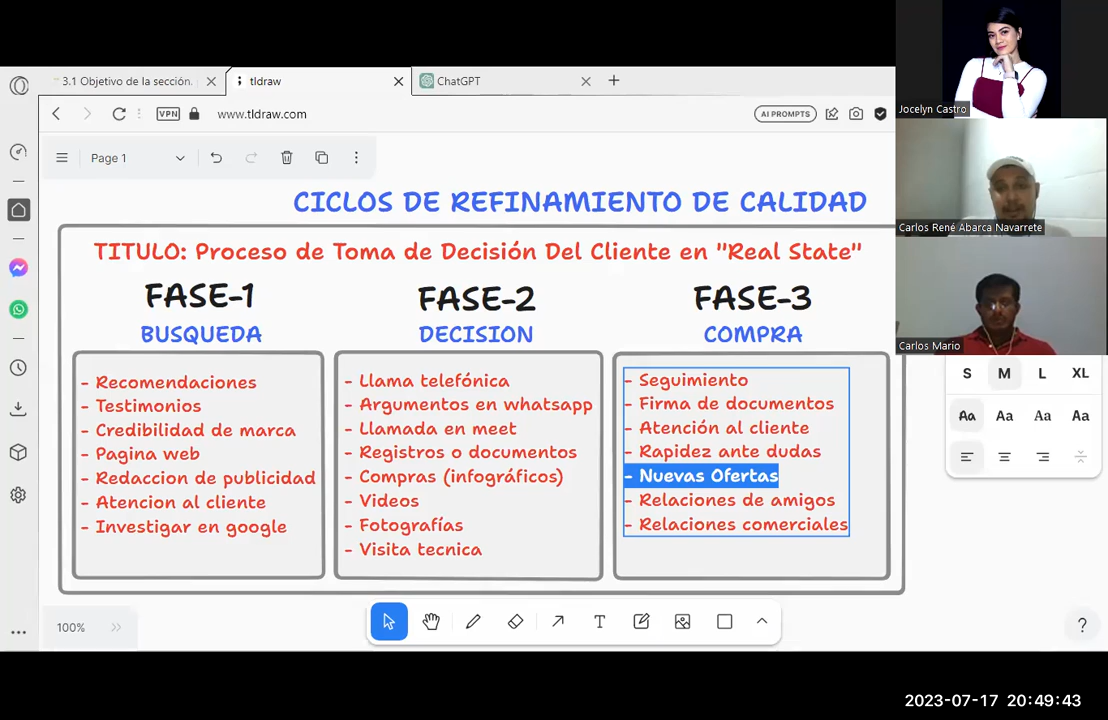 3.1 Objetivo de la sección.
tldraw
ChatGPT
VPN
www.tldraw.com
AI PROMPTS
Page 1
CICLOS DE REFINAMIENTO DE CALIDAD
TITULO: Proceso de Toma de Decisión Del Cliente en "Real State"
FASE-1
BUSQUEDA
- Recomendaciones
- Testimonios
- Credibilidad de marca
- Pagina web
- Redaccion de publicidad
- Atencion al cliente
- Investigar en google
FASE-2
DECISION
- Llama telefónica
- Argumentos en whatsapp
- Llamada en meet
- Registros o documentos
- Compras (infográficos)
- Videos
- Fotografías
- Visita tecnica
FASE-3
COMPRA
- Seguimiento
- Firma de documentos
- Atención al cliente
- Rapidez ante dudas
- Nuevas Ofertas
- Relaciones de amigos
- Relaciones comerciales
Jocelyn Castro
Carlos René Abarca Navarrete
Carlos Mario
S M L XL
Aa Aa Aa Aa
T
100%
?
2023-07-17 20:49:43